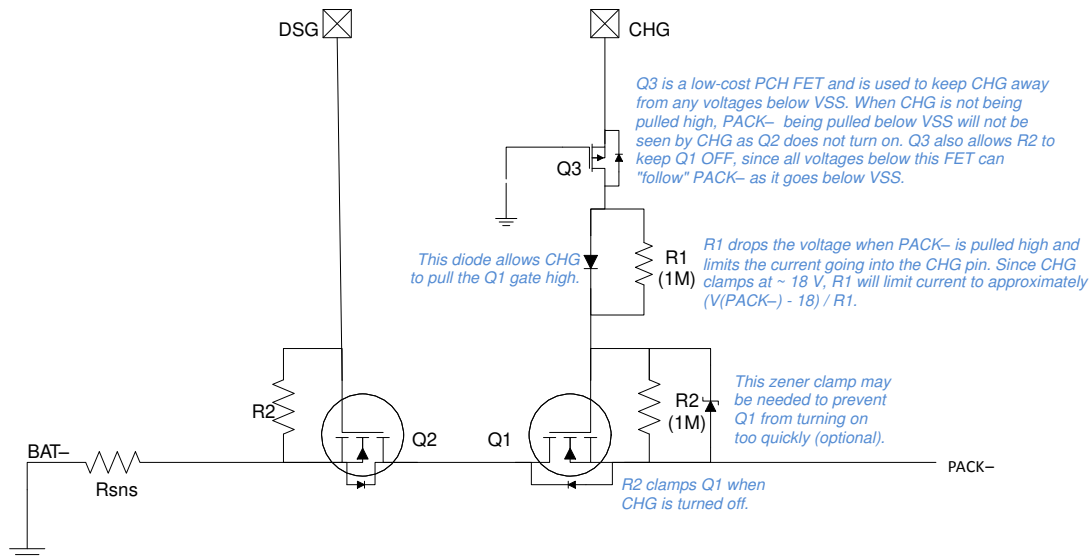 DSG
CHG
Q3 is a low-cost PCH FET and is used to keep CHG away
from any voltages below VSS. When CHG is not being
pulled high, PACK– being pulled below VSS will not be
seen by CHG as Q2 does not turn on. Q3 also allows R2 to
keep Q1 OFF, since all voltages below this FET can
"follow" PACK– as it goes below VSS.
Q3
This diode allows CHG
to pull the Q1 gate high.
R1
(1M)
R1 drops the voltage when PACK– is pulled high and
limits the current going into the CHG pin. Since CHG
clamps at ~ 18 V, R1 will limit current to approximately
(V(PACK–) - 18) / R1.
R2
Q2
Q1
R2
(1M)
This zener clamp may
be needed to prevent
Q1 from turning on
too quickly (optional).
BAT–
Rsns
PACK–
R2 clamps Q1 when
CHG is turned off.